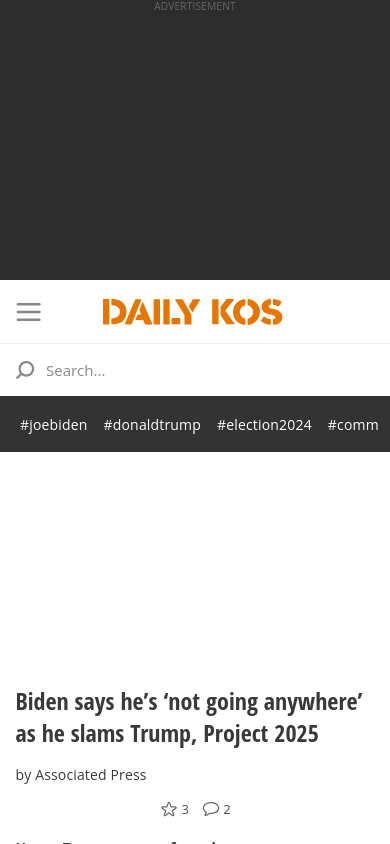 ADVERTISEMENT
DAILY KOS
Search...
#joebiden #donaldtrump #election2024 #comm
Biden says he’s ‘not going anywhere’
as he slams Trump, Project 2025
by Associated Press
3 2